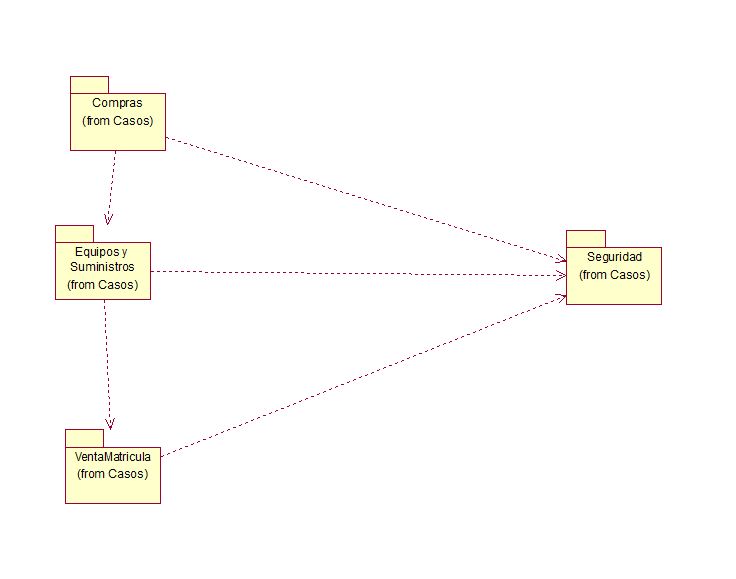 Compras
(from Casos)
Equipos y
Suministros
(from Casos)
Seguridad
(from Casos)
VentaMatricula
(from Casos)